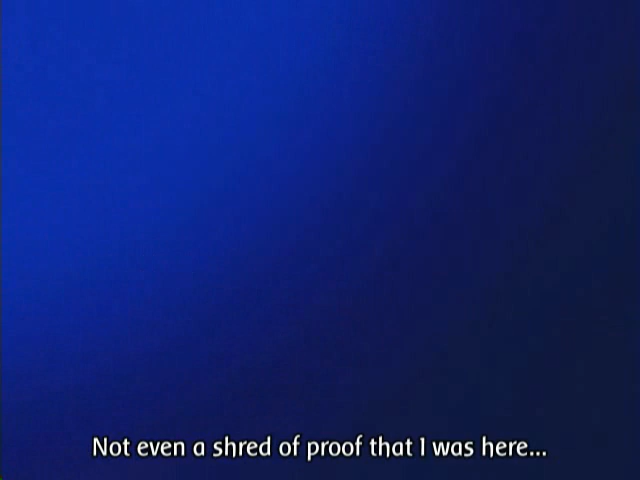 Not even a shred of proof that I was here...